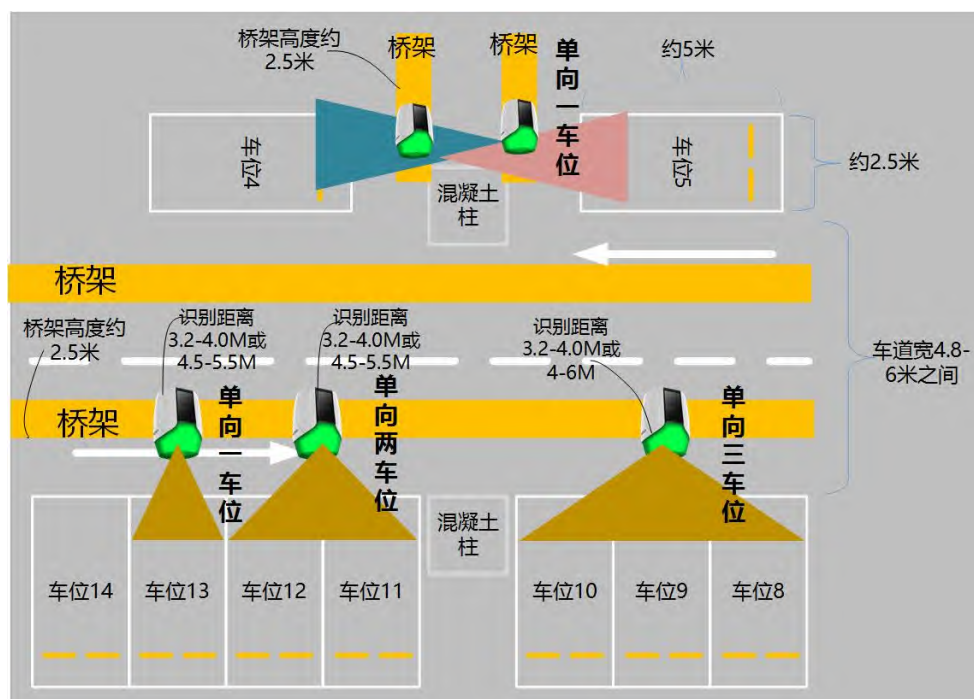 桥架高度约
2.5米
桥架
桥架
单向一车位
约5米
车位4
车位5
约2.5米
混凝土
柱
桥架
桥架高度约
2.5米
识别距离
3.2-4.0M或
4.5-5.5M
识别距离
3.2-4.0M或
4.5-5.5M
识别距离
3.2-4.0M或
4-6M
车道宽4.8-
6米之间
桥架
单向一车位
单向两车位
单向三车位
混凝土
柱
车位14
车位13
车位12
车位11
车位10
车位9
车位8